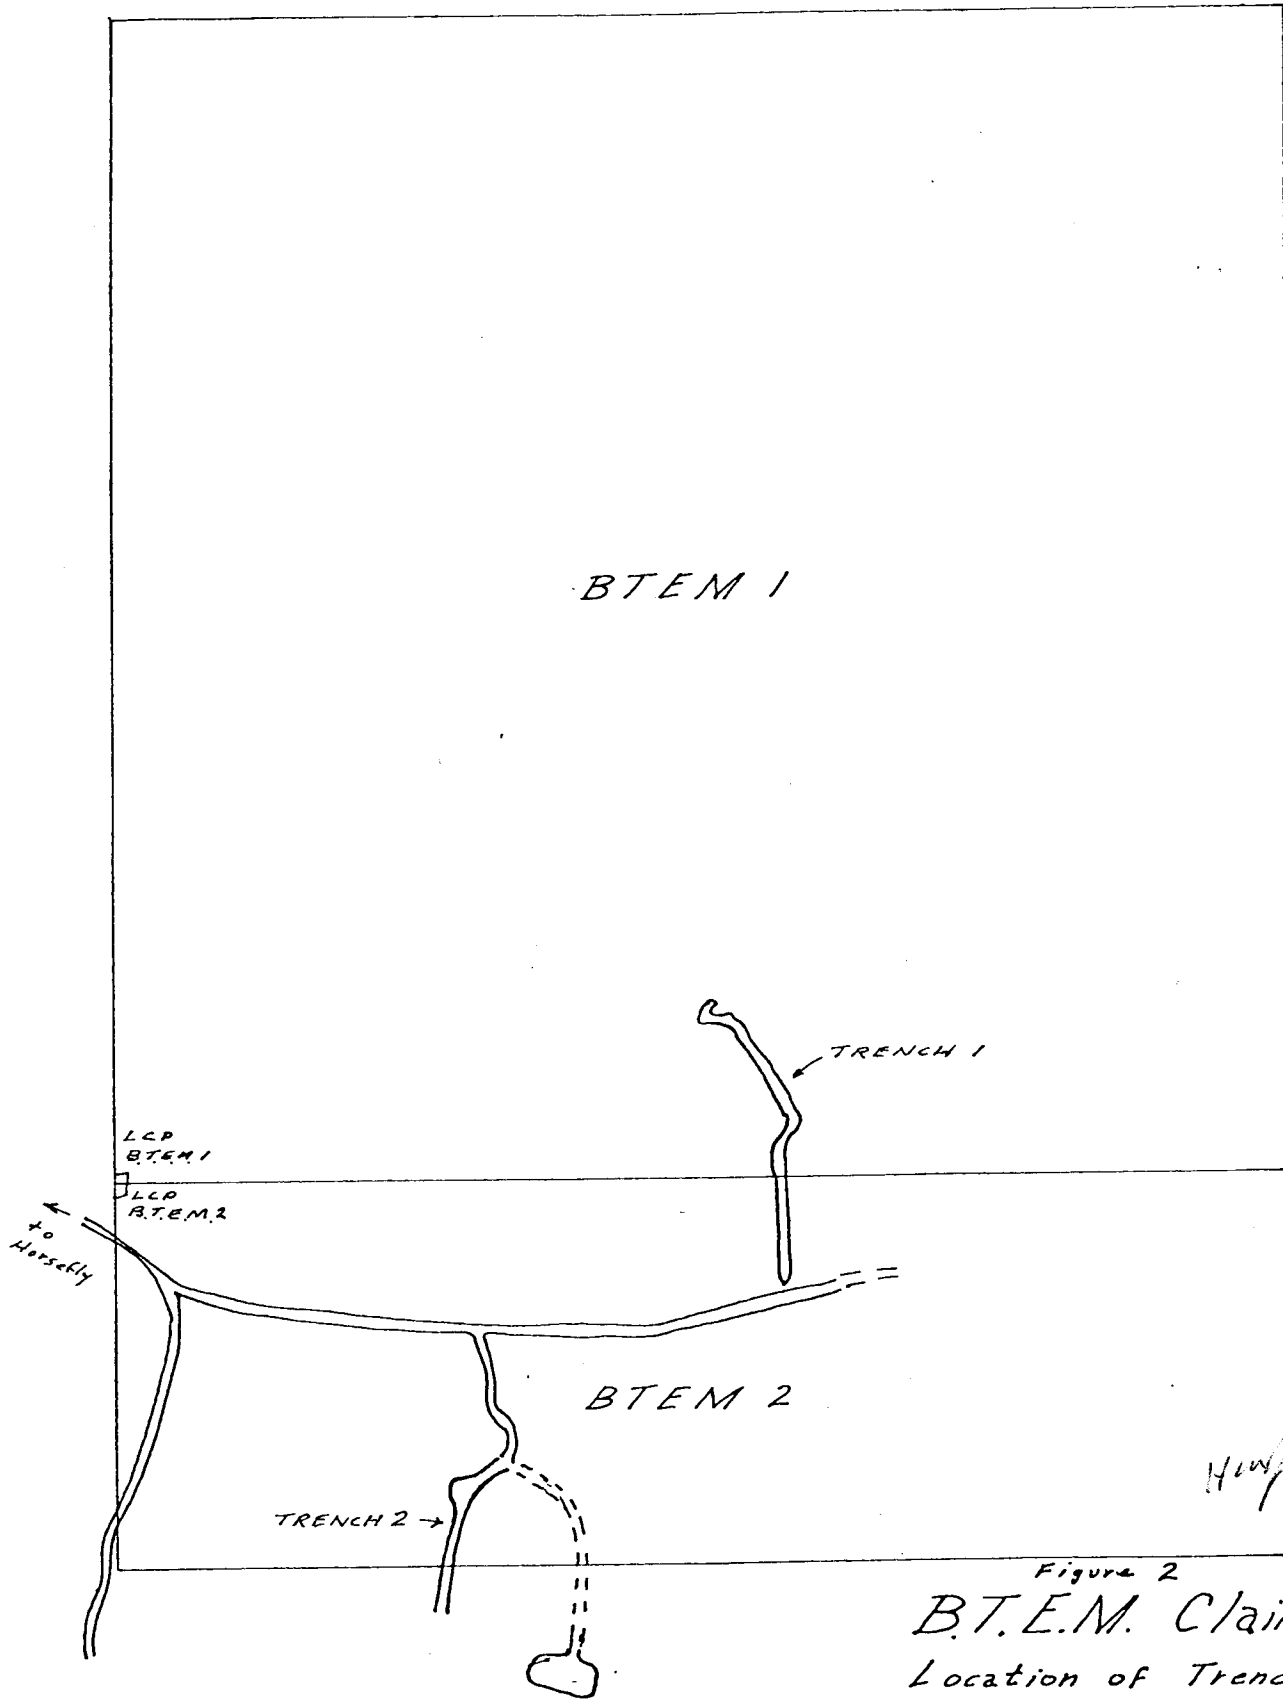 BTEM 1
TRENCH 1
LCP
B.T.E.M.1
LCP
B.T.E.M.2
to
Horsefly
BTEM 2
TRENCH 2
Figure 2
B.T.E.M. Clai
Location of Trenc